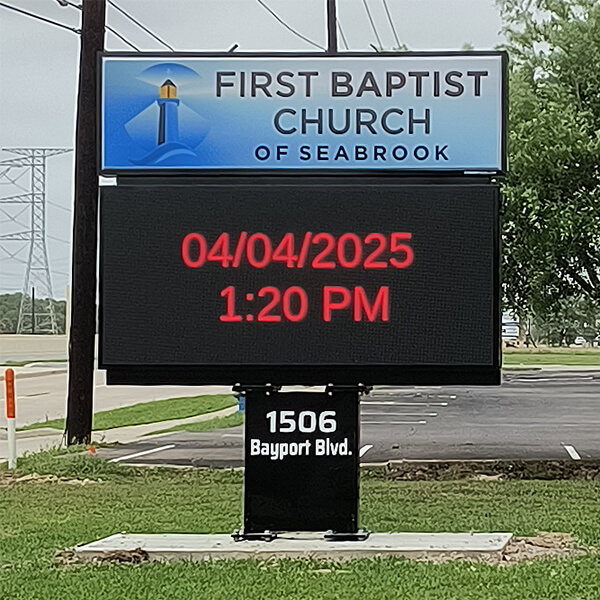 FIRST BAPTIST
CHURCH
OF SEABROOK
04/04/2025
1:20 PM
1506
Bayport Blvd.